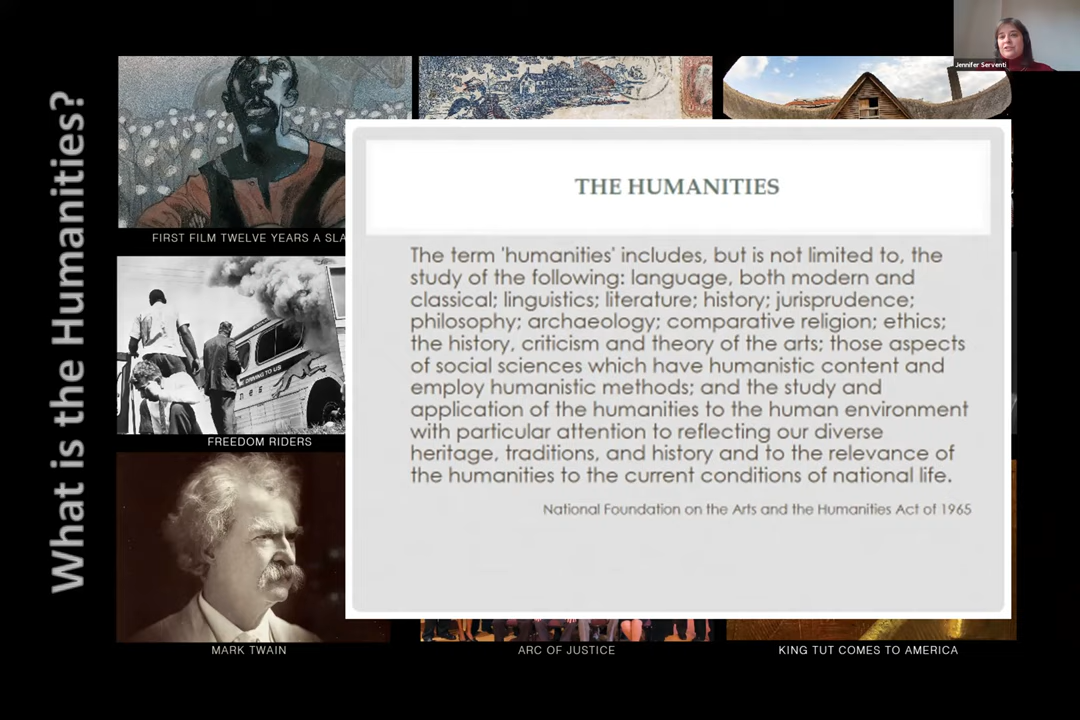 What is the Humanities?
Jennifer Serventi
FIRST FILM TWELVE YEARS A SLA
THE HUMANITIES
The term 'humanities' includes, but is not limited to, the
study of the following: language, both modern and
classical; linguistics; literature; history; jurisprudence;
philosophy; archaeology; comparative religion; ethics;
the history, criticism and theory of the arts; those aspects
of social sciences which have humanistic content and
employ humanistic methods; and the study and
application of the humanities to the human environment
with particular attention to reflecting our diverse
heritage, traditions, and history and to the relevance of
the humanities to the current conditions of national life.
National Foundation on the Arts and the Humanities Act of 1965
DRIVING TO US
FREEDOM RIDERS
MARK TWAIN
ARC OF JUSTICE
KING TUT COMES TO AMERICA